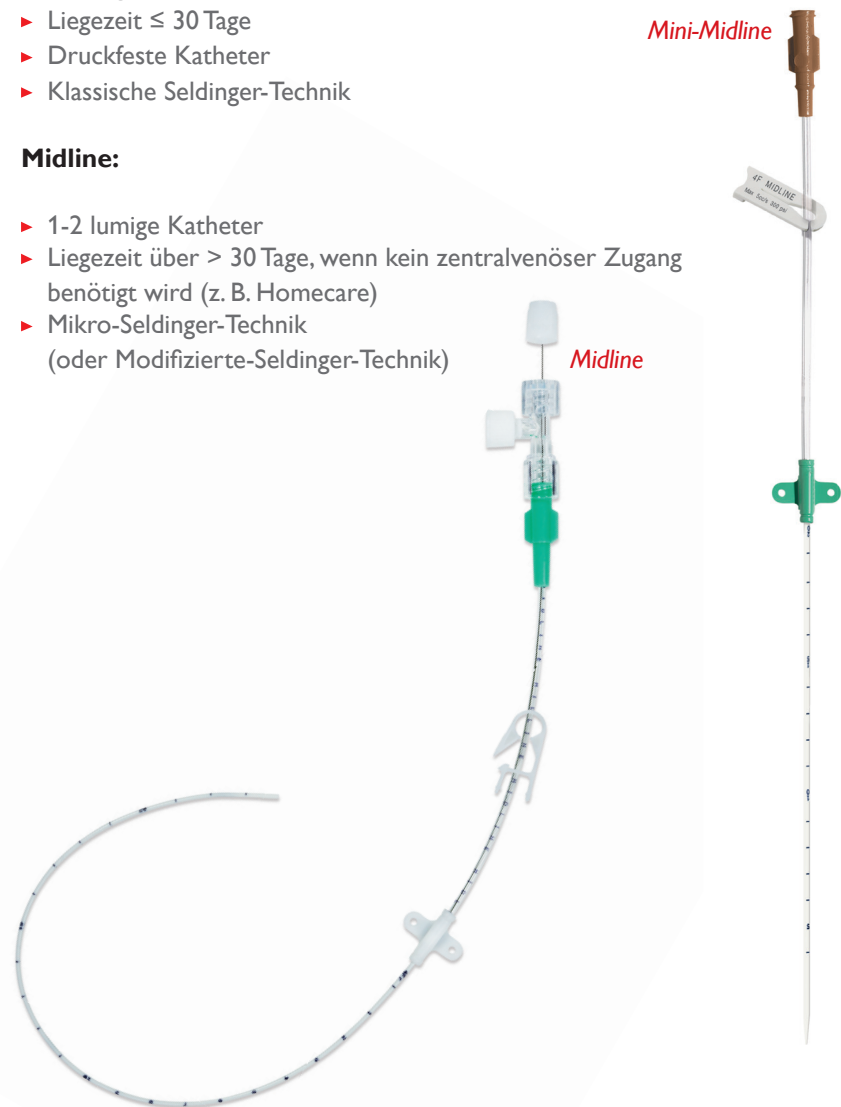 ► Liegezeit ≤ 30 Tage
► Druckfeste Katheter
► Klassische Seldinger-Technik
Mini-Midline
Midline:
► 1-2 lumige Katheter
► Liegezeit über > 30 Tage, wenn kein zentralvenöser Zugang
benötigt wird (z. B. Homecare)
► Mikro-Seldinger-Technik
(oder Modifizierte-Seldinger-Technik)
Midline
4F MIDLINE